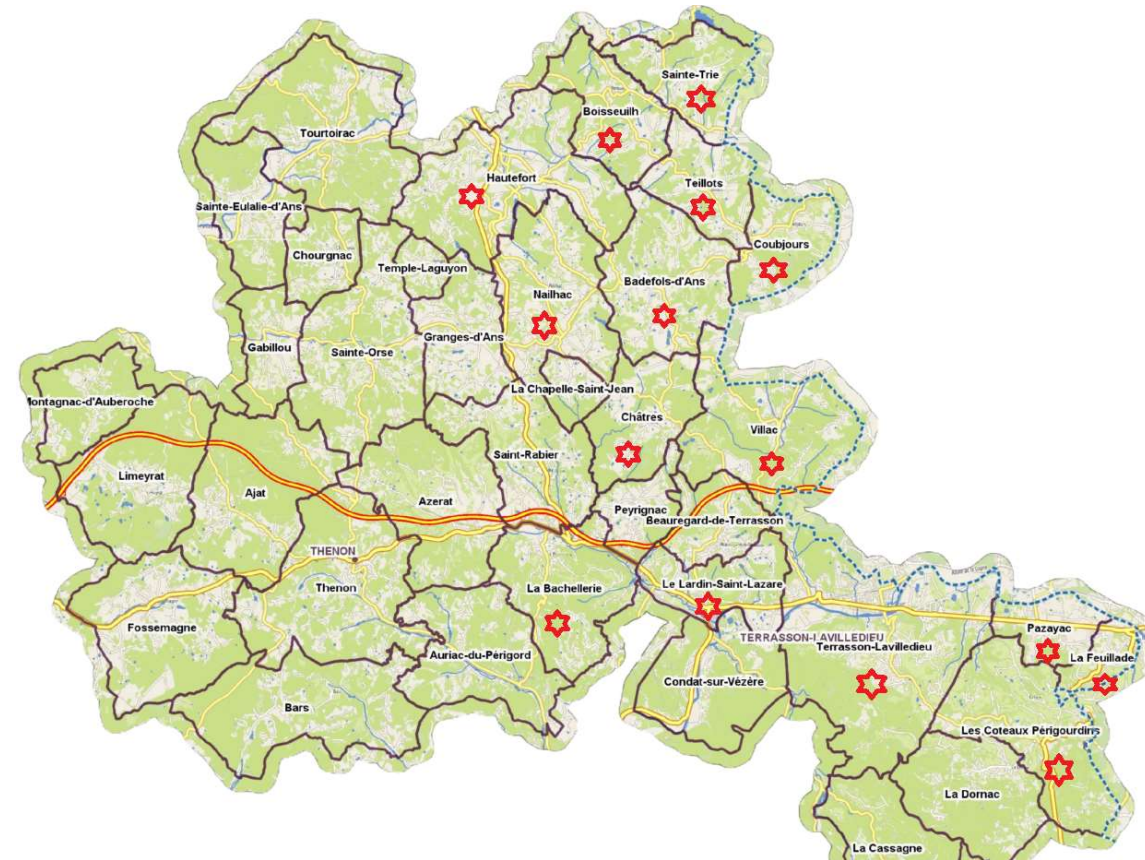 Sainte-Trie
Boisseuilh
Tourtoirac
Hautefort
Teillots
Sainte-Eulalie-d'Ans
Coubjours
Chourgnac
Temple-Laguyon
Badefols-d'Ans
Nailhac
Gabillou
Sainte-Orse
Granges-d'Ans
La Chapelle-Saint-Jean
Montagnac-d'Auberoche
Châtres
Villac
Saint-Rabier
Limeyrat
Ajat
Azerat
Peyrignac
Beauregard-de-Terrasson
THENON
Thenon
La Bachellerie
Le Lardin-Saint-Lazare
Fossemagne
Auriac-du-Périgord
TERRASSON-LAVILLEDIEU
Terrasson-Lavilledieu
Pazayac
La Feuillade
Condat-sur-Vézère
Bars
Les Coteaux Périgourdins
La Dornac
La Cassagne